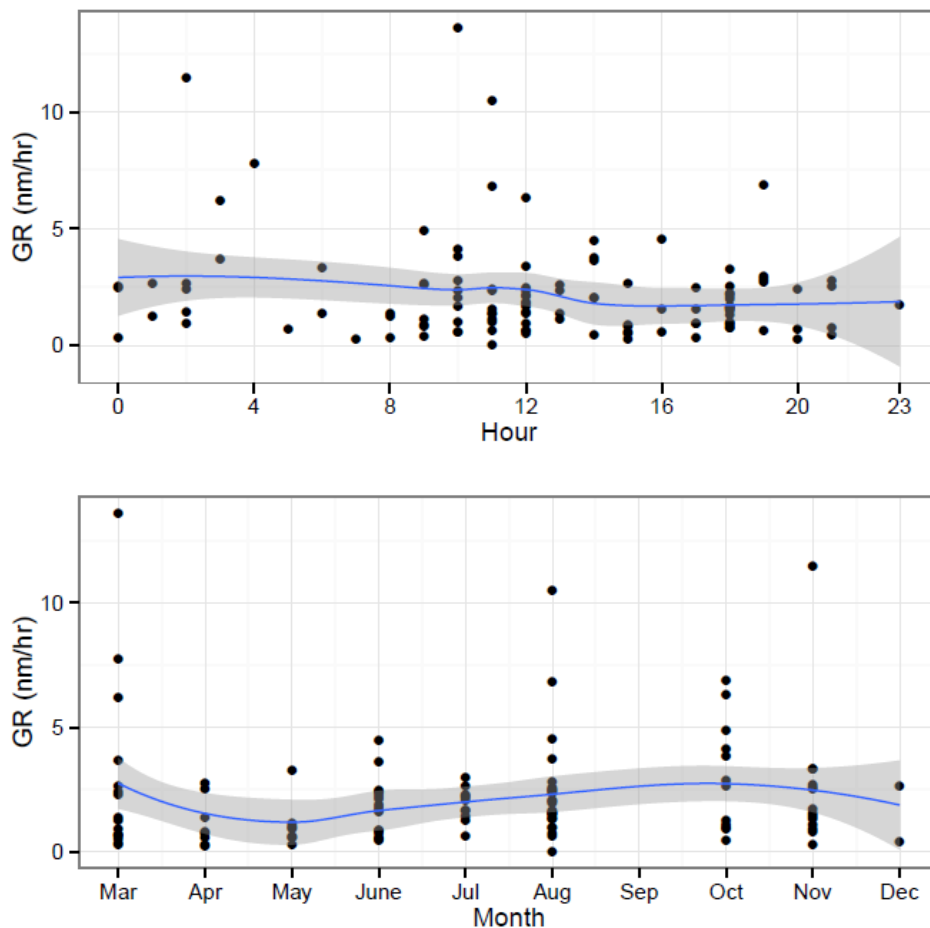 GR (nm/hr)
10
5
0
0 4 8 12 16 20 23
Hour
GR (nm/hr)
10
5
0
Mar Apr May June Jul Aug Sep Oct Nov Dec
Month